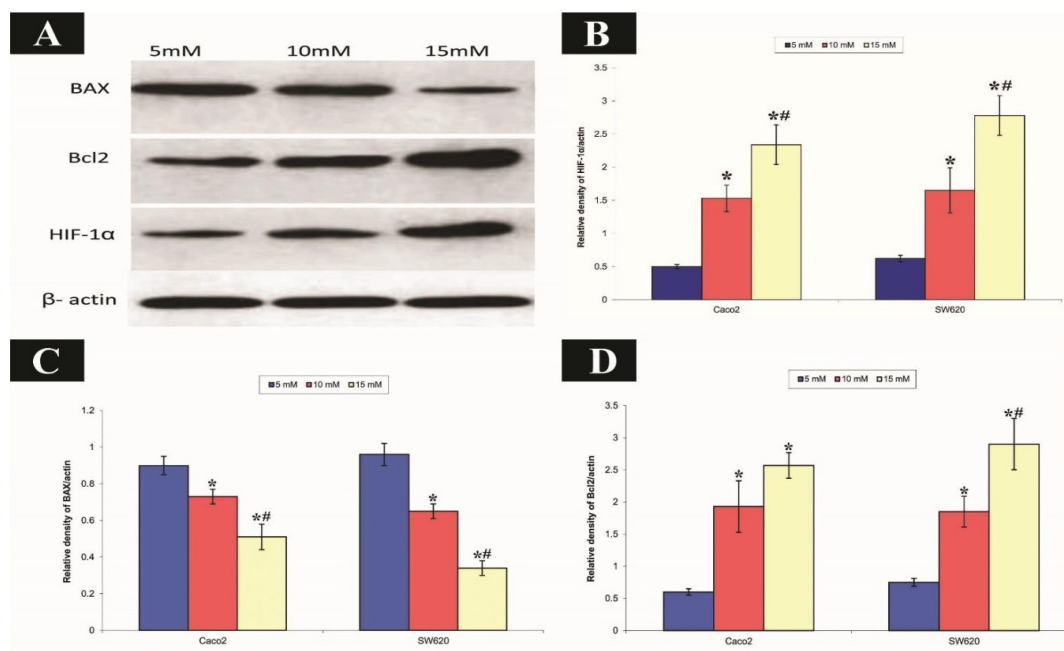 A
5mM 10mM 15mM
BAX
Bcl2
HIF-1α
β- actin
B
5 mM 10 mM 15 mM
Relative density of HIF-1α/actin
3.5
3
2.5
2
1.5
1
0.5
0
* *# * *#
Caco2 SW620
C
5 mM 10 mM 15 mM
Relative density of BAX/actin
1.2
1
0.8
0.6
0.4
0.2
0
* *# * *#
Caco2 SW620
D
5 mM 10 mM 15 mM
Relative density of Bcl2/actin
3.5
3
2.5
2
1.5
1
0.5
0
* * * *#
Caco2 SW620